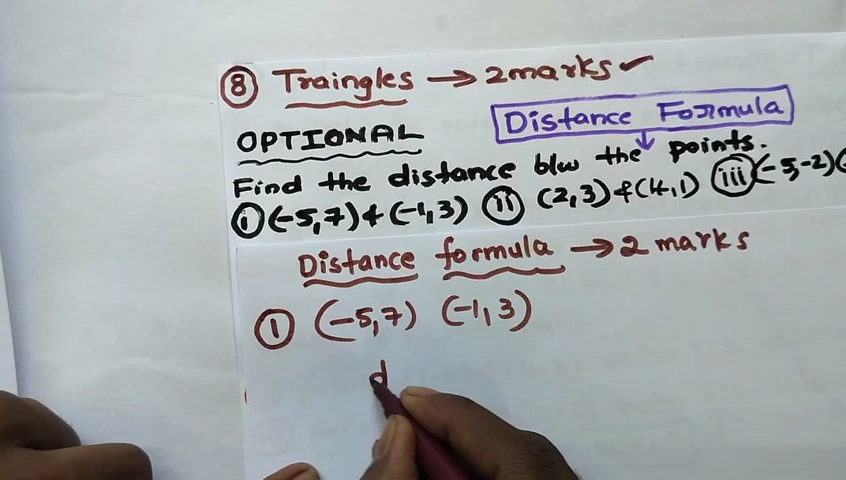 ⑧ Traingles → 2marks ✓
Distance Formula
OPTIONAL
Find the distance b/w the points.
ⓘ (-5,7) & (-1,3) ⓘⓘ (2,3) & (4,1) ⓘⓘⓘ (-5,-2) (
Distance formula → 2 marks
① (-5,7) (-1,3)
d